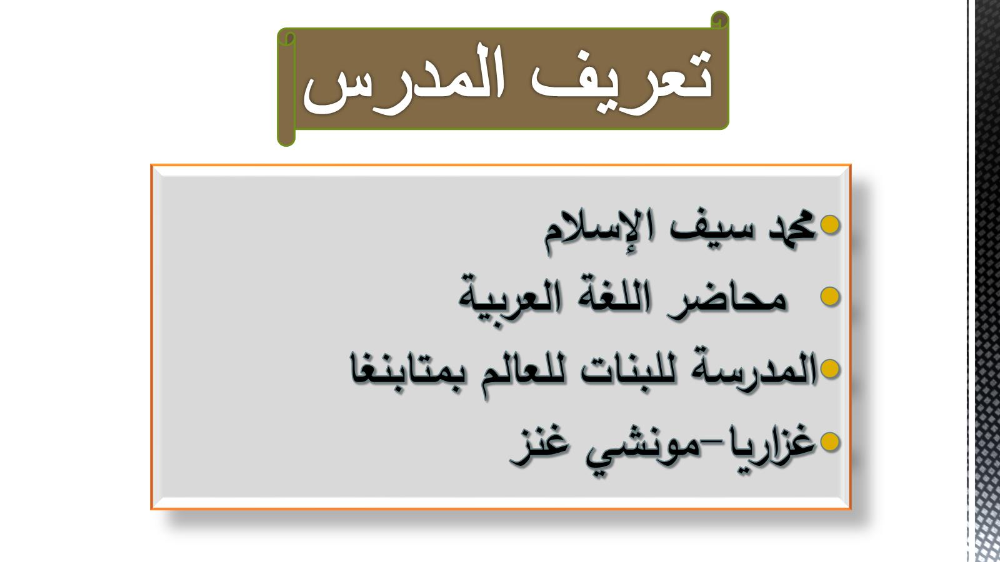 تعريف المدرس
محمد سيف الإسلام
محاضر اللغة العربية
المدرسة للبنات للعالم بمتابنغا
غزاريا-مونشي غنز